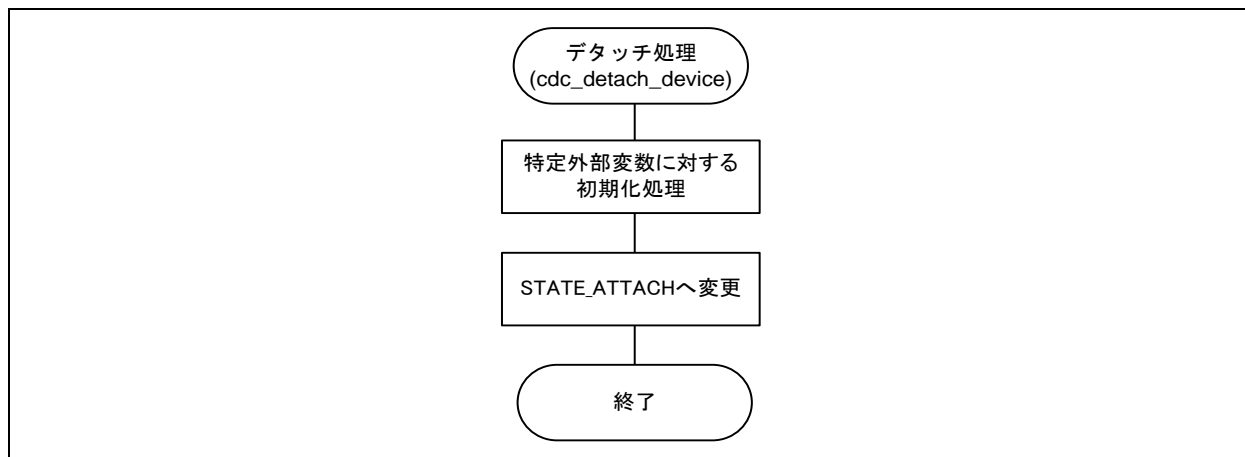 デタッチ処理
(cdc_detach_device)
特定外部変数に対する
初期化処理
STATE_ATTACHへ変更
終了